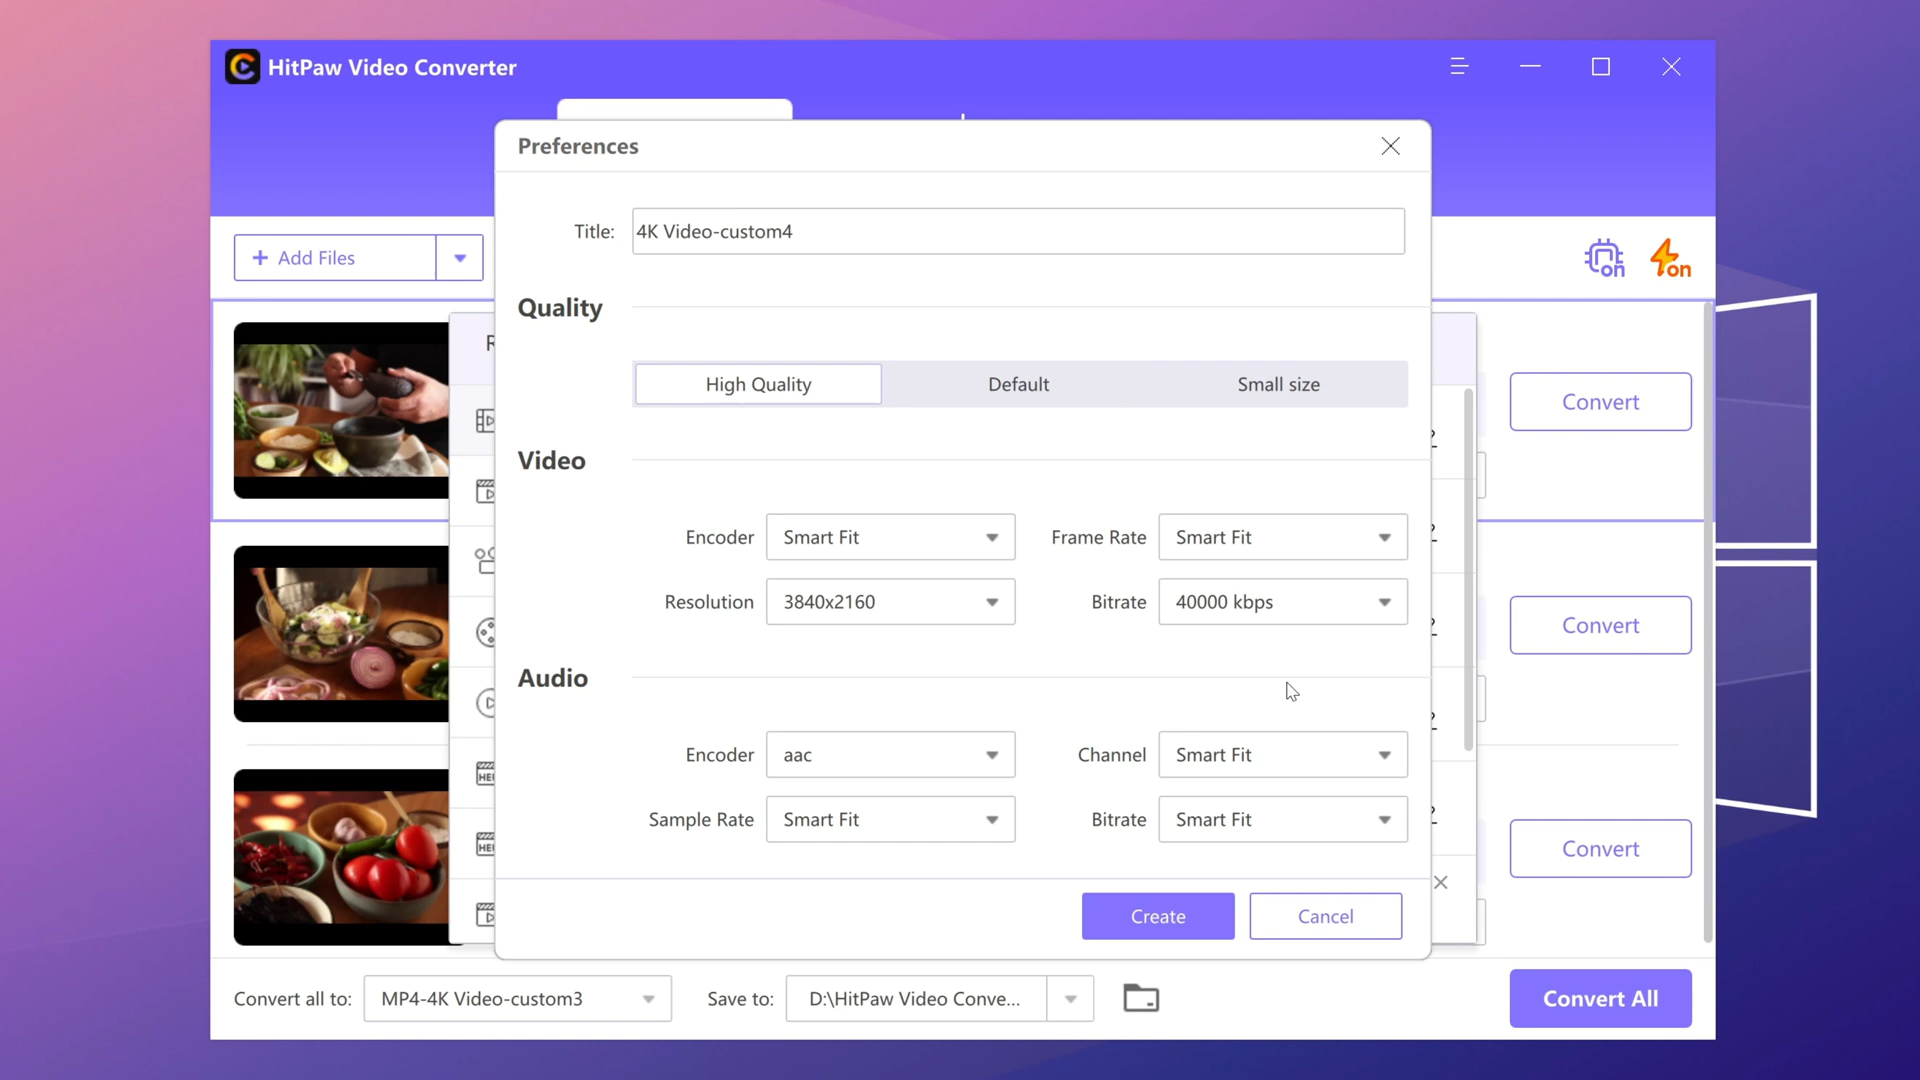 HitPaw Video Converter
Preferences
Title: 4K Video-custom4
+ Add Files
on on
Quality
High Quality Default Small size
Convert
Video
Encoder Smart Fit Frame Rate Smart Fit
Resolution 3840x2160 Bitrate 40000 kbps
Convert
Audio
Encoder aac Channel Smart Fit
Sample Rate Smart Fit Bitrate Smart Fit
Convert
Create Cancel
Convert all to: MP4-4K Video-custom3 Save to: D:\HitPaw Video Conve... Convert All